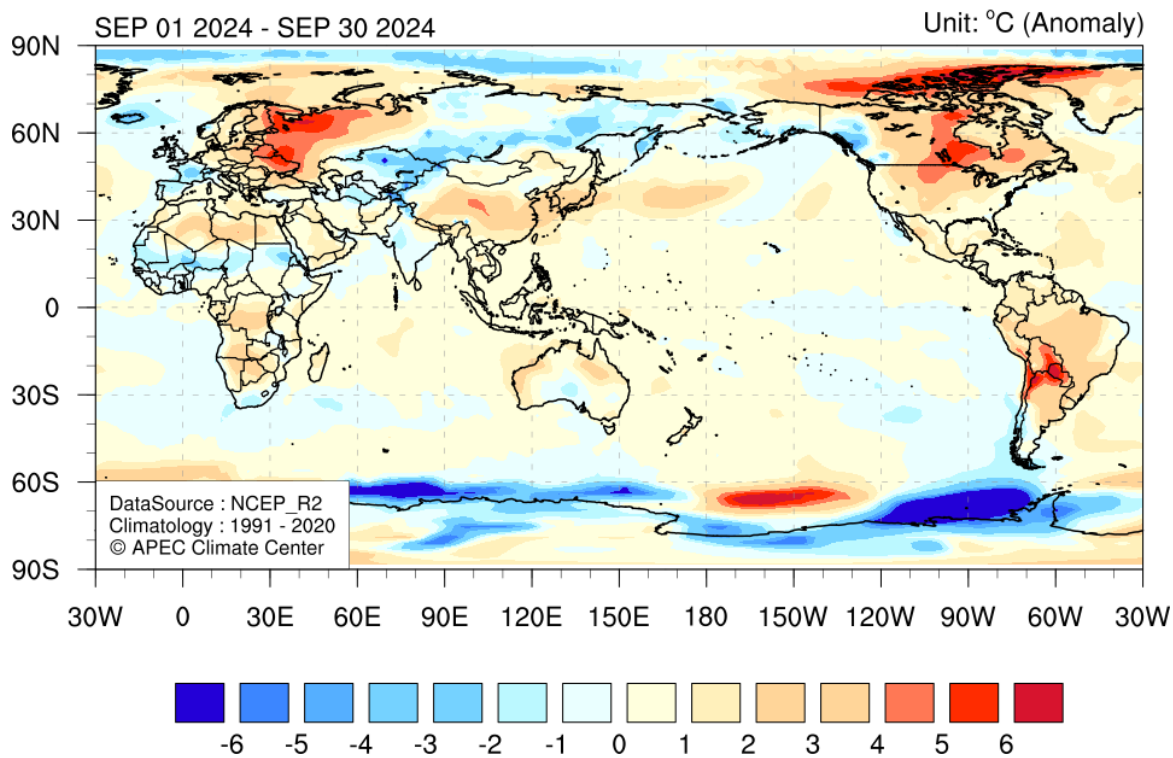 SEP 01 2024 - SEP 30 2024
Unit: °C (Anomaly)
90N
60N
30N
0
30S
60S
90S
DataSource : NCEP_R2
Climatology : 1991 - 2020
© APEC Climate Center
30W 0 30E 60E 90E 120E 150E 180 150W 120W 90W 60W 30W
-6 -5 -4 -3 -2 -1 0 1 2 3 4 5 6